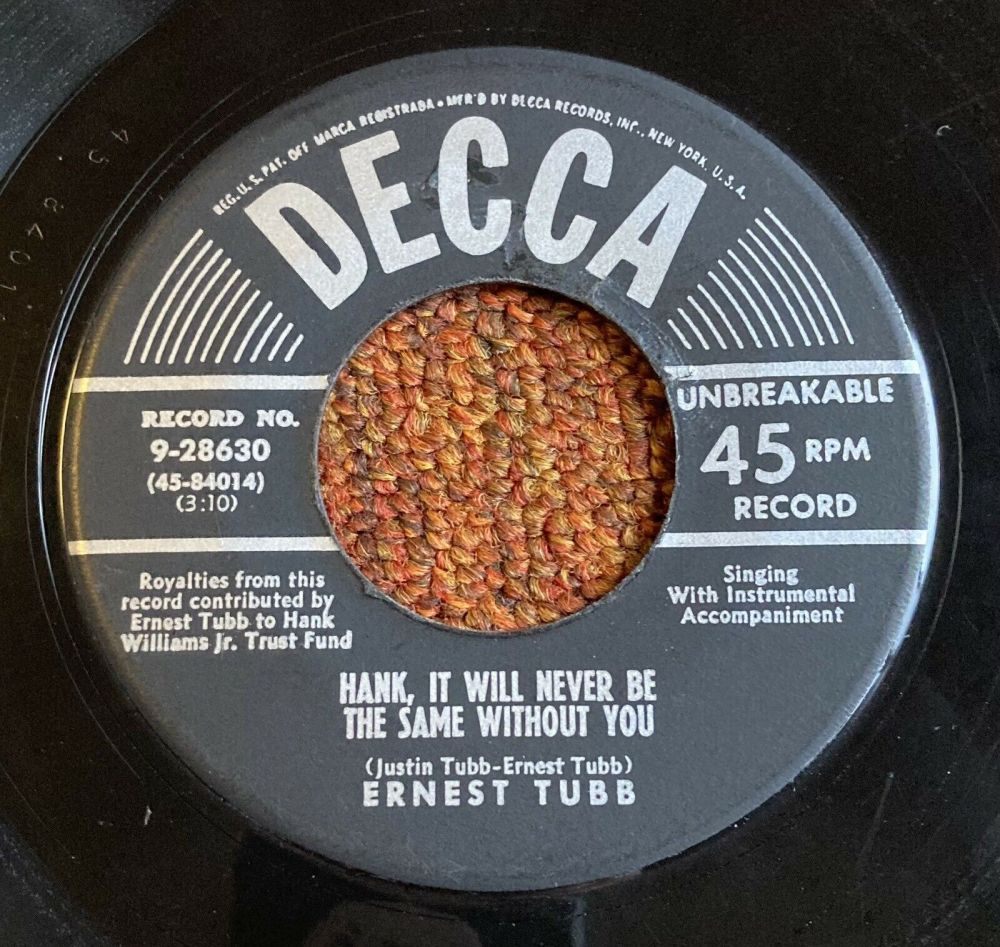 REG. U.S. PAT. OFF. MARCA REGISTRADA • MFR'D BY DECCA RECORDS, INC., NEW YORK, U.S.A.
DECCA
RECORD NO.
9-28630
(45-84014)
(3:10)
UNBREAKABLE
45 RPM
RECORD
Royalties from this
record contributed by
Ernest Tubb to Hank
Williams Jr. Trust Fund
Singing
With Instrumental
Accompaniment
HANK, IT WILL NEVER BE
THE SAME WITHOUT YOU
(Justin Tubb-Ernest Tubb)
ERNEST TUBB